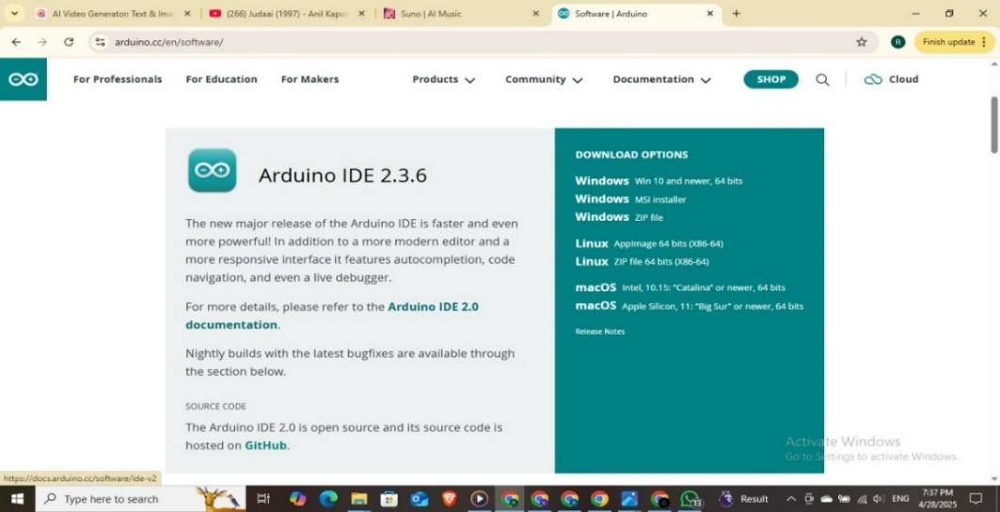 AI Video Generator: Text & Ima
(266) Judaai (1997) - Anil Kapo
Suno | AI Music
Software | Arduino
arduino.cc/en/software/
R
Finish update
For Professionals
For Education
For Makers
Products
Community
Documentation
SHOP
Cloud
Arduino IDE 2.3.6
The new major release of the Arduino IDE is faster and even
more powerful! In addition to a more modern editor and a
more responsive interface it features autocompletion, code
navigation, and even a live debugger.
For more details, please refer to the Arduino IDE 2.0
documentation.
Nightly builds with the latest bugfixes are available through
the section below.
SOURCE CODE
The Arduino IDE 2.0 is open source and its source code is
hosted on GitHub.
DOWNLOAD OPTIONS
Windows Win 10 and newer, 64 bits
Windows MSI installer
Windows ZIP file
Linux AppImage 64 bits (X86-64)
Linux ZIP file 64 bits (X86-64)
macOS Intel, 10.15: "Catalina" or newer, 64 bits
macOS Apple Silicon, 11: "Big Sur" or newer, 64 bits
Release Notes
Activate Windows
Go to Settings to activate Windows.
https://docs.arduino.cc/software/ide-v2
Type here to search
Result
ENG
7:37 PM
4/28/2025